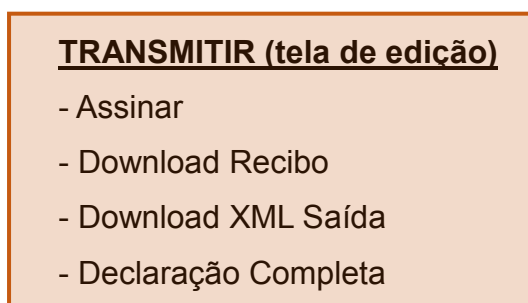 TRANSMITIR (tela de edição)
- Assinar
- Download Recibo
- Download XML Saída
- Declaração Completa